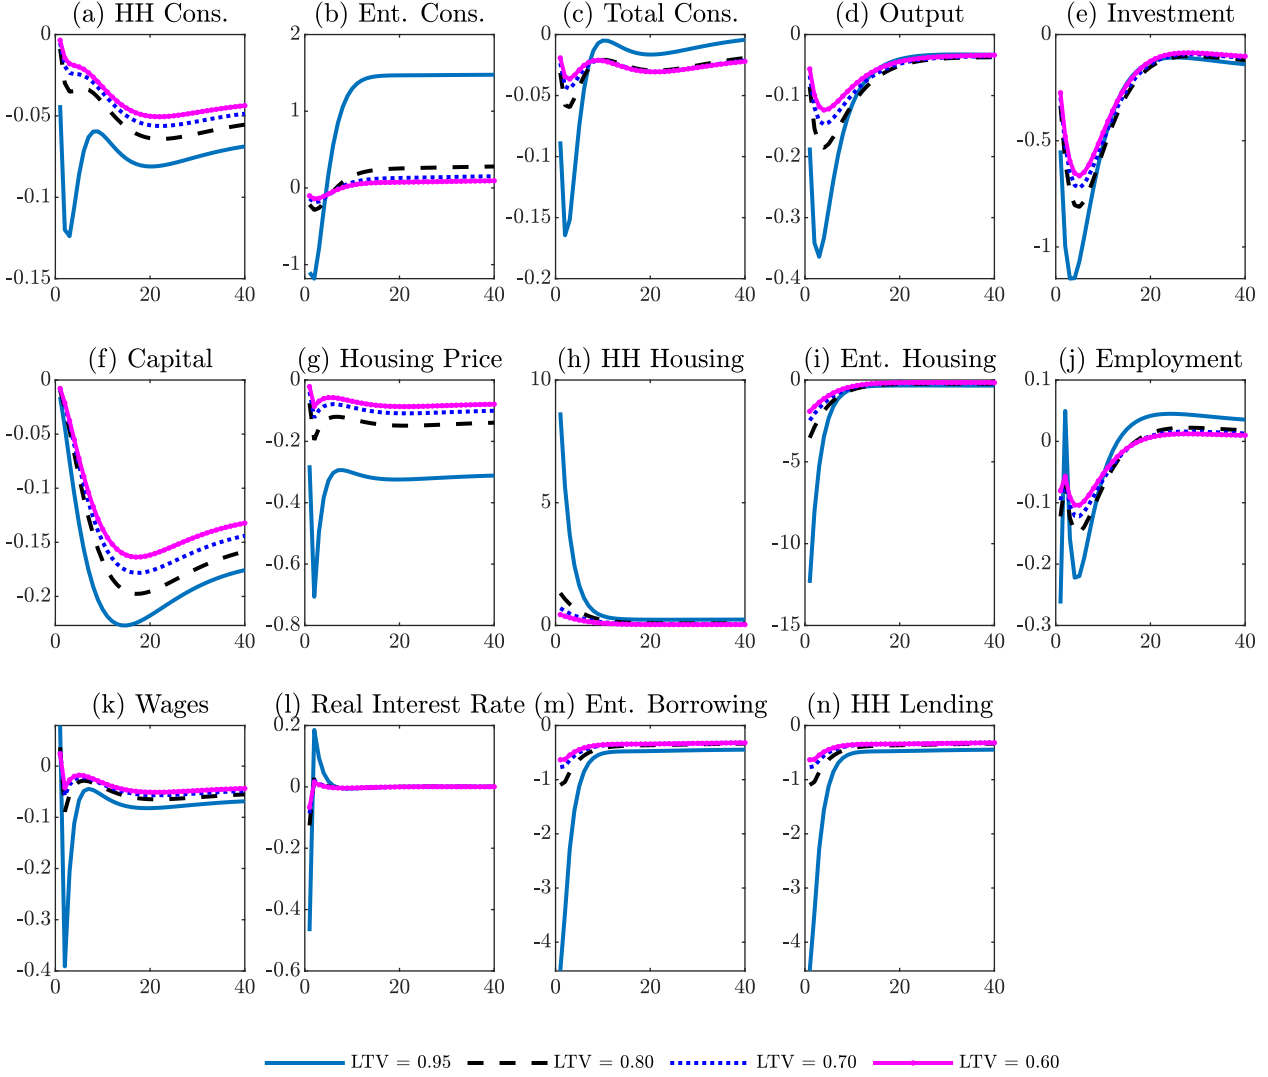 (a) HH Cons. (b) Ent. Cons. (c) Total Cons. (d) Output (e) Investment
0 2 0 0 0
-0.05 1 -0.05 -0.1 -0.5
-0.1 0 -0.1 -0.2 -1
-0.15 -1 -0.15 -0.3
-0.2 -0.4
0 20 40 0 20 40 0 20 40 0 20 40 0 20 40
(f) Capital (g) Housing Price (h) HH Housing (i) Ent. Housing (j) Employment
0 0 10 0 0.1
-0.05 -0.2 5 -5 0
-0.1 -0.4 0 -10 -0.1
-0.15 -0.6 -15 -0.2
-0.2 -0.8 -0.3
0 20 40 0 20 40 0 20 40 0 20 40 0 20 40
(k) Wages (l) Real Interest Rate (m) Ent. Borrowing (n) HH Lending
0 0.2 0 0
-0.1 0 -1 -1
-0.2 -0.2 -2 -2
-0.3 -0.4 -3 -3
-0.4 -0.6 -4 -4
0 20 40 0 20 40 0 20 40 0 20 40
LTV = 0.95 LTV = 0.80 LTV = 0.70 LTV = 0.60